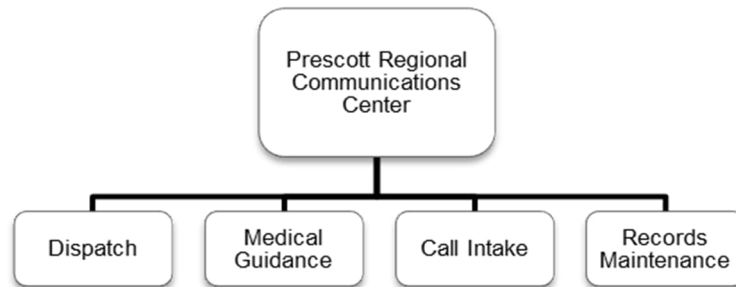 Prescott Regional
Communications
Center
Dispatch
Medical
Guidance
Call Intake
Records
Maintenance